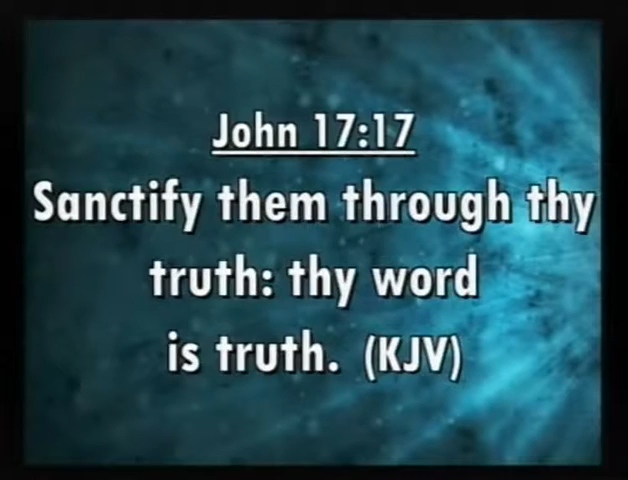 John 17:17
Sanctify them through thy
truth: thy word
is truth. (KJV)